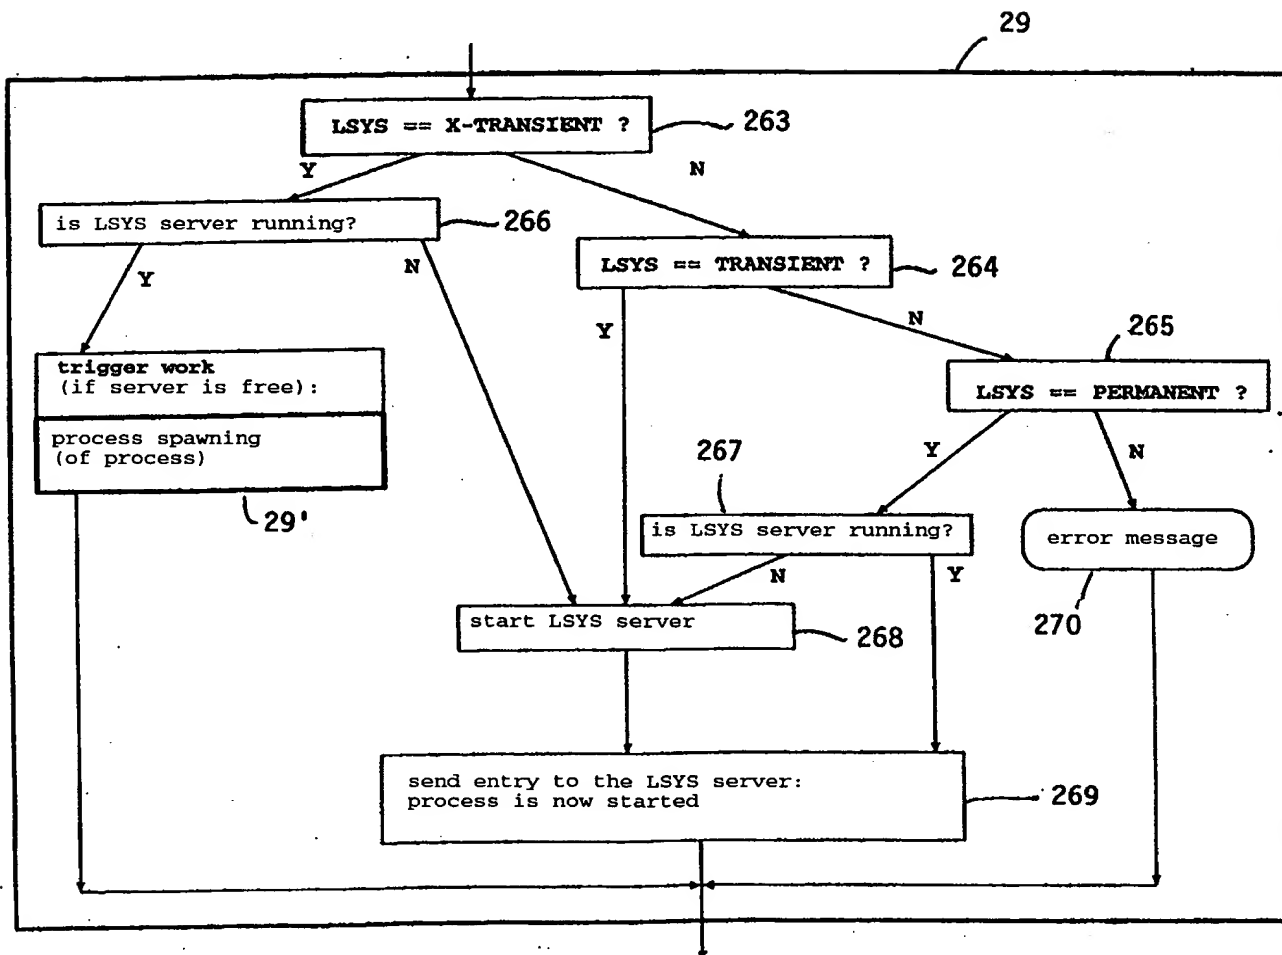 29
LSYS == X-TRANSIENT ?
263
Y
N
is LSYS server running?
266
LSYS == TRANSIENT ?
264
Y
N
Y
N
265
trigger work
(if server is free):
LSYS == PERMANENT ?
process spawning
(of process)
267
Y
N
29'
is LSYS server running?
error message
N
Y
start LSYS server
268
270
send entry to the LSYS server:
process is now started
269